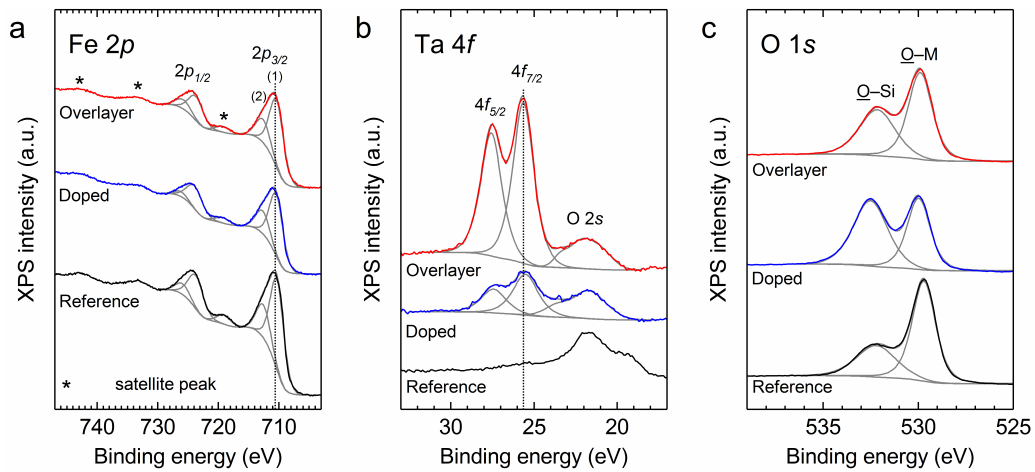 a
Fe 2p
2p3/2
(1)
2p1/2
(2)
*
*
*
Overlayer
Doped
Reference
* satellite peak
740 730 720 710
Binding energy (eV)
XPS intensity (a.u.)
b
Ta 4f
4f7/2
4f5/2
O 2s
Overlayer
Doped
Reference
30 25 20
Binding energy (eV)
XPS intensity (a.u.)
c
O 1s
O–M
O–Si
Overlayer
Doped
Reference
535 530 525
Binding energy (eV)
XPS intensity (a.u.)